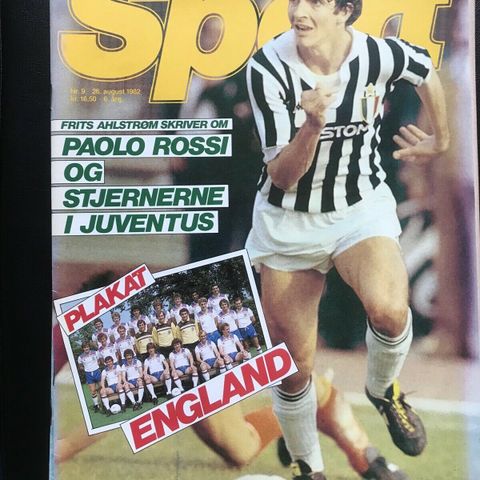 Sport
Nr. 9 26. august 1982
Kr. 16,50 6. årg.
FRITS AHLSTRØM SKRIVER OM
PAOLO ROSSI
OG
STJERNERNE
I JUVENTUS
ISTON
PLAKAT
ENGLAND